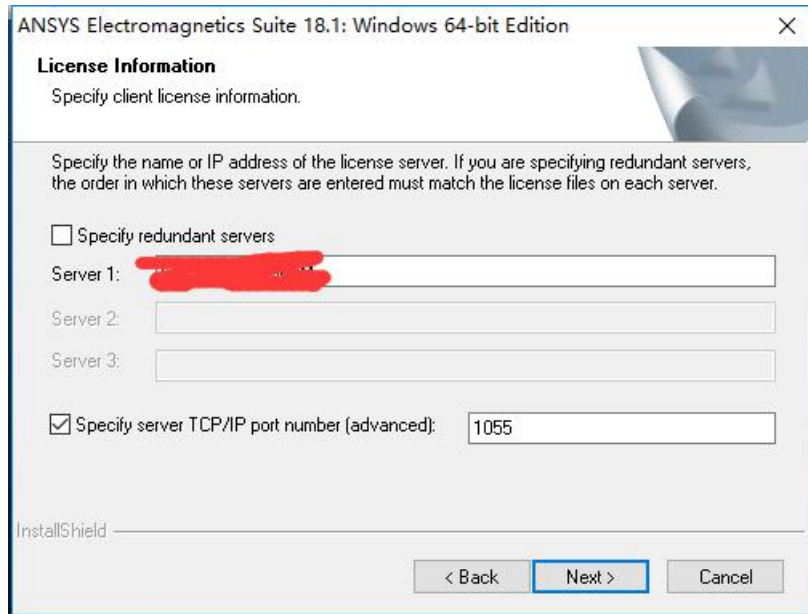 ANSYS Electromagnetics Suite 18.1: Windows 64-bit Edition
License Information
Specify client license information.
Specify the name or IP address of the license server. If you are specifying redundant servers,
the order in which these servers are entered must match the license files on each server.
Specify redundant servers
Server 1:
Server 2:
Server 3:
Specify server TCP/IP port number (advanced): 1055
InstallShield
< Back Next > Cancel